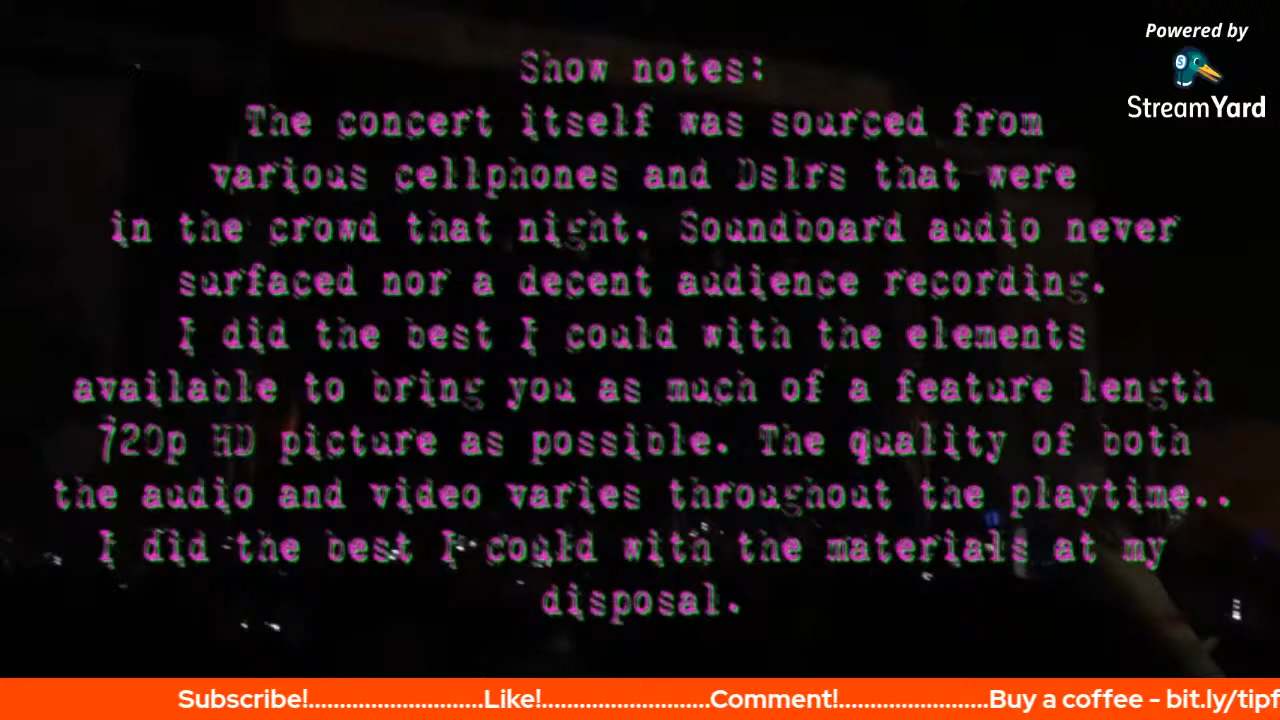 Powered by
StreamYard
Show notes:
The concert itself was sourced from
various cellphones and Dslrs that were
in the crowd that night. Soundboard audio never
surfaced nor a decent audience recording.
I did the best I could with the elements
available to bring you as much of a feature length
720p HD picture as possible. The quality of both
the audio and video varies throughout the playtime..
I did the best I could with the materials at my
disposal.
Subscribe!..........................Like!.........................Comment!......................Buy a coffee - bit.ly/tipf